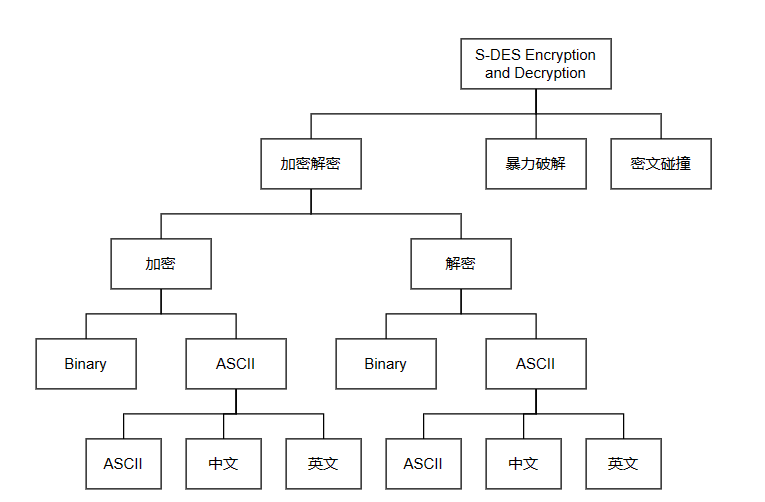 S-DES Encryption
and Decryption
加密解密
暴力破解
密文碰撞
加密
解密
Binary
ASCII
Binary
ASCII
ASCII
中文
英文
ASCII
中文
英文